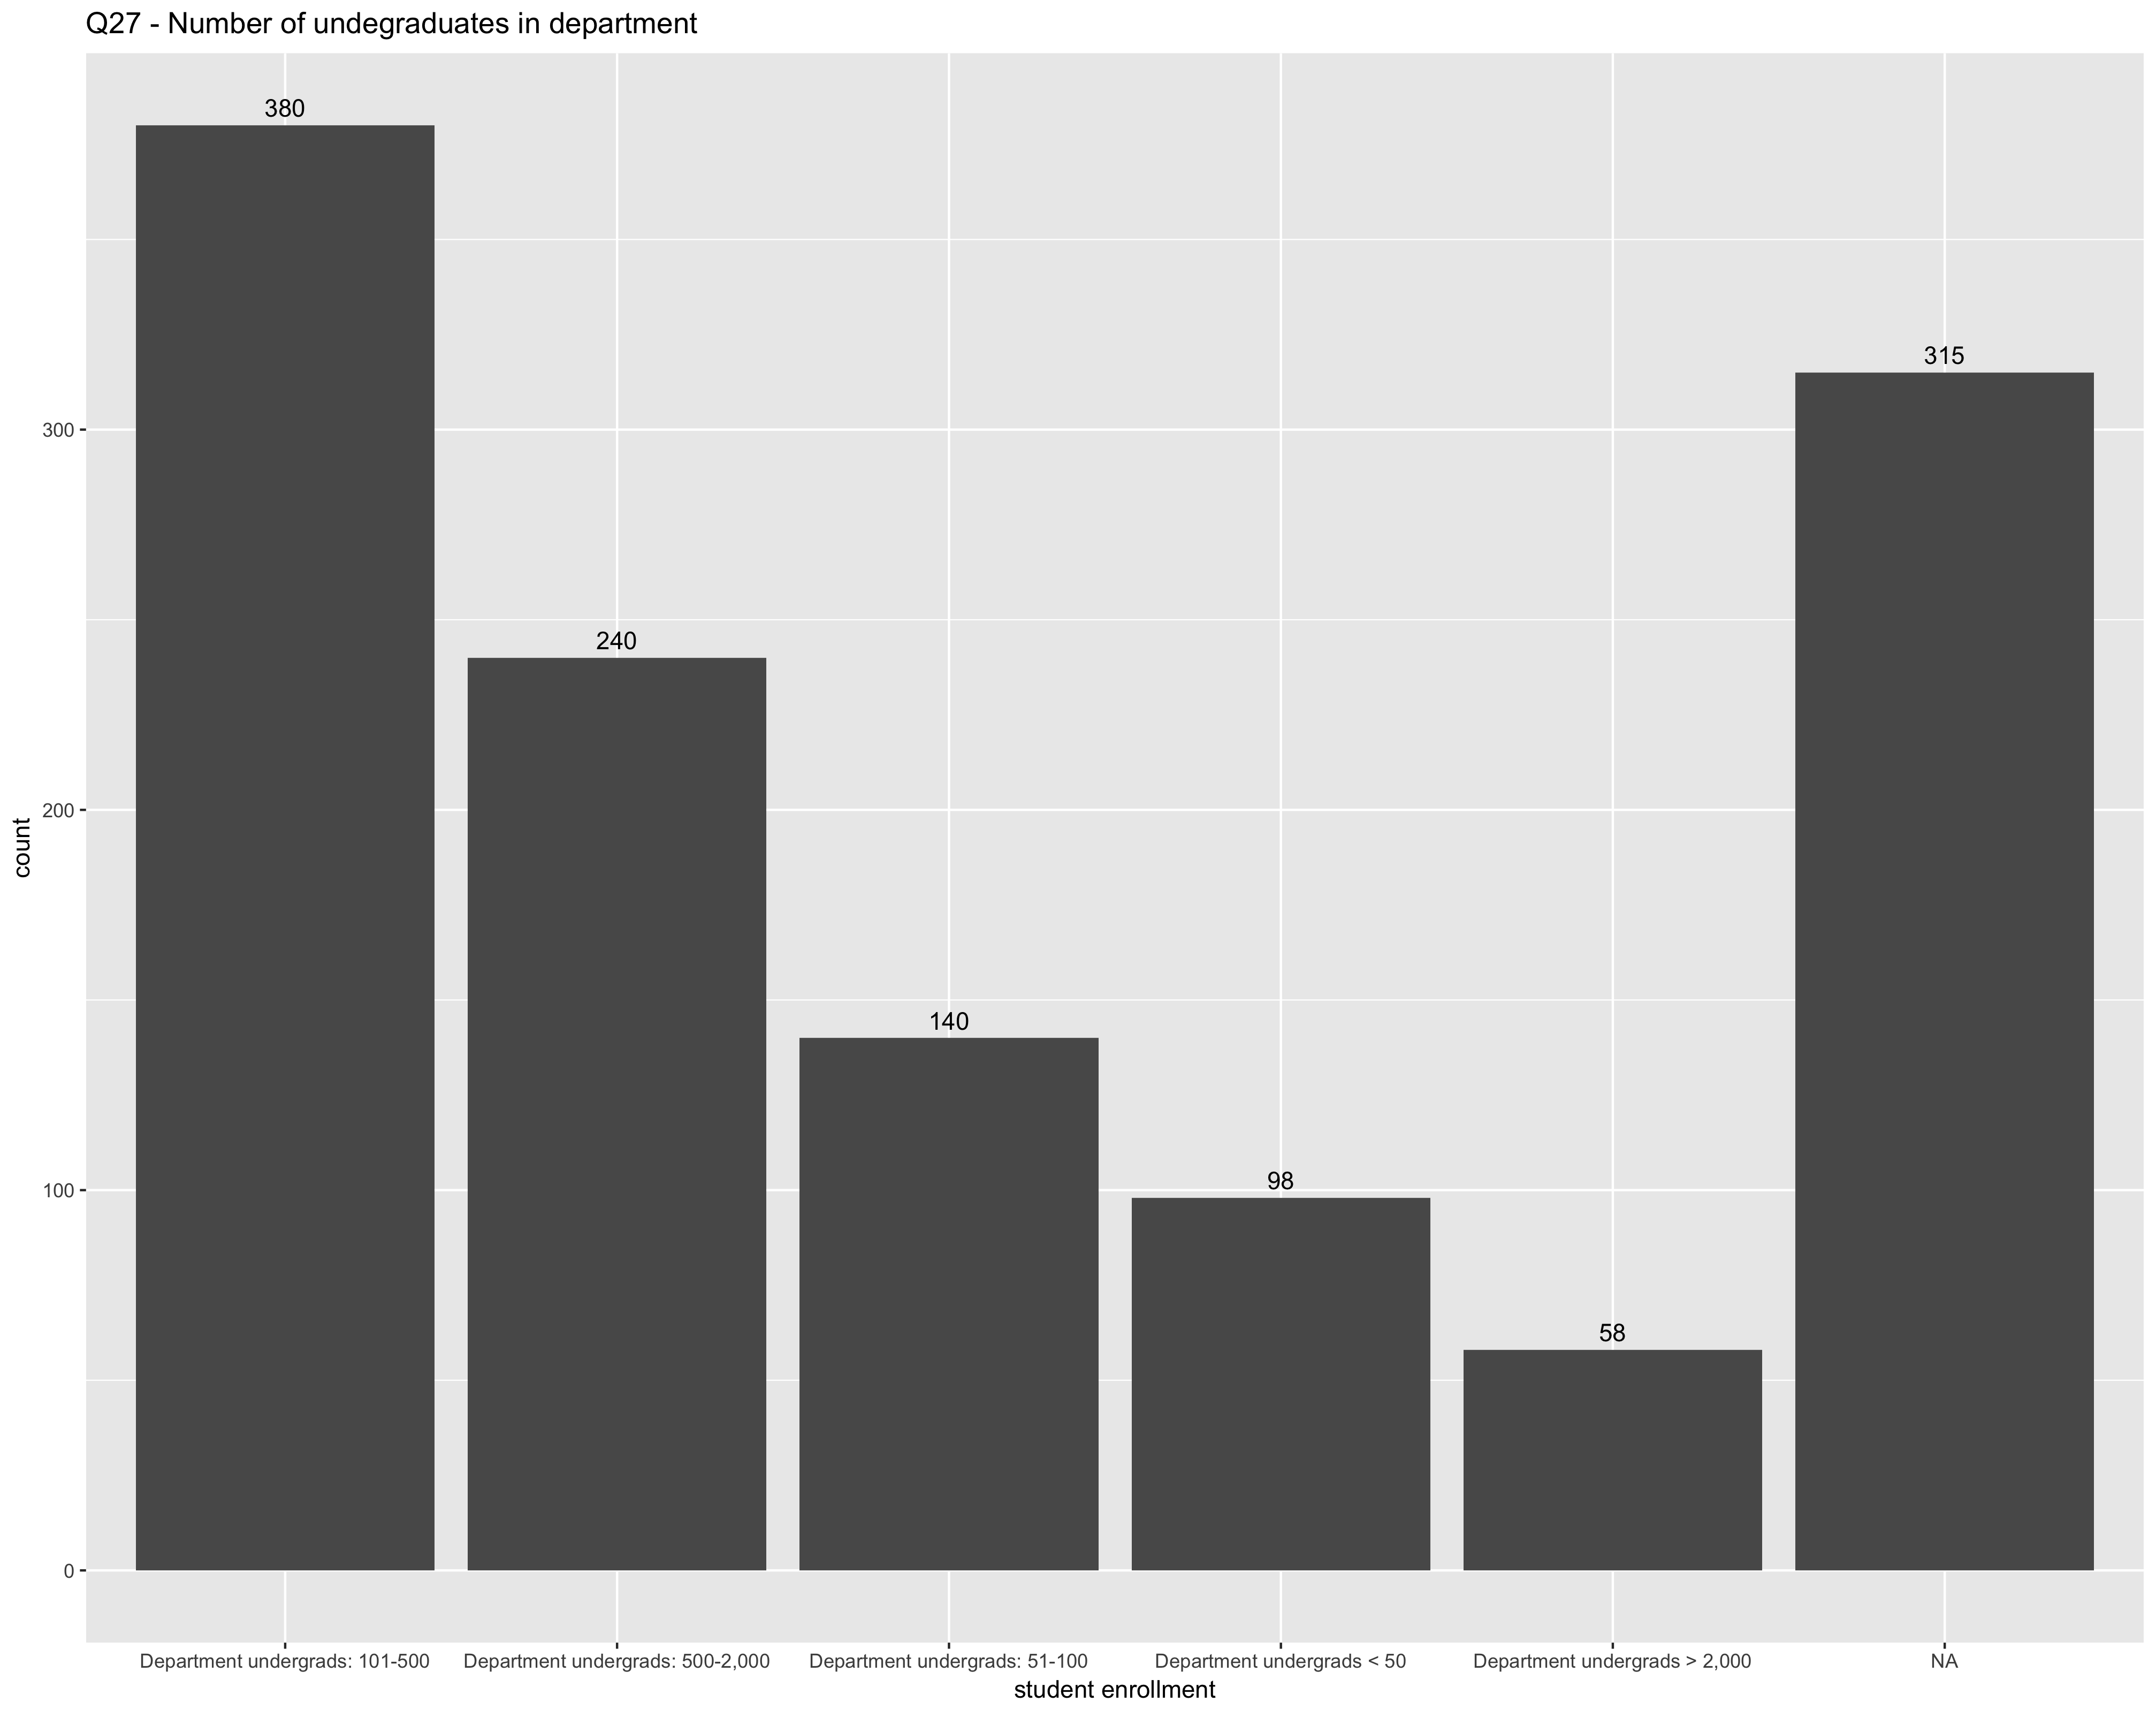 Q27 - Number of undegraduates in department
380
315
300
240
200
count
140
98
100
58
0
Department undergrads: 101-500
Department undergrads: 500-2,000
Department undergrads: 51-100
Department undergrads < 50
Department undergrads > 2,000
NA
student enrollment